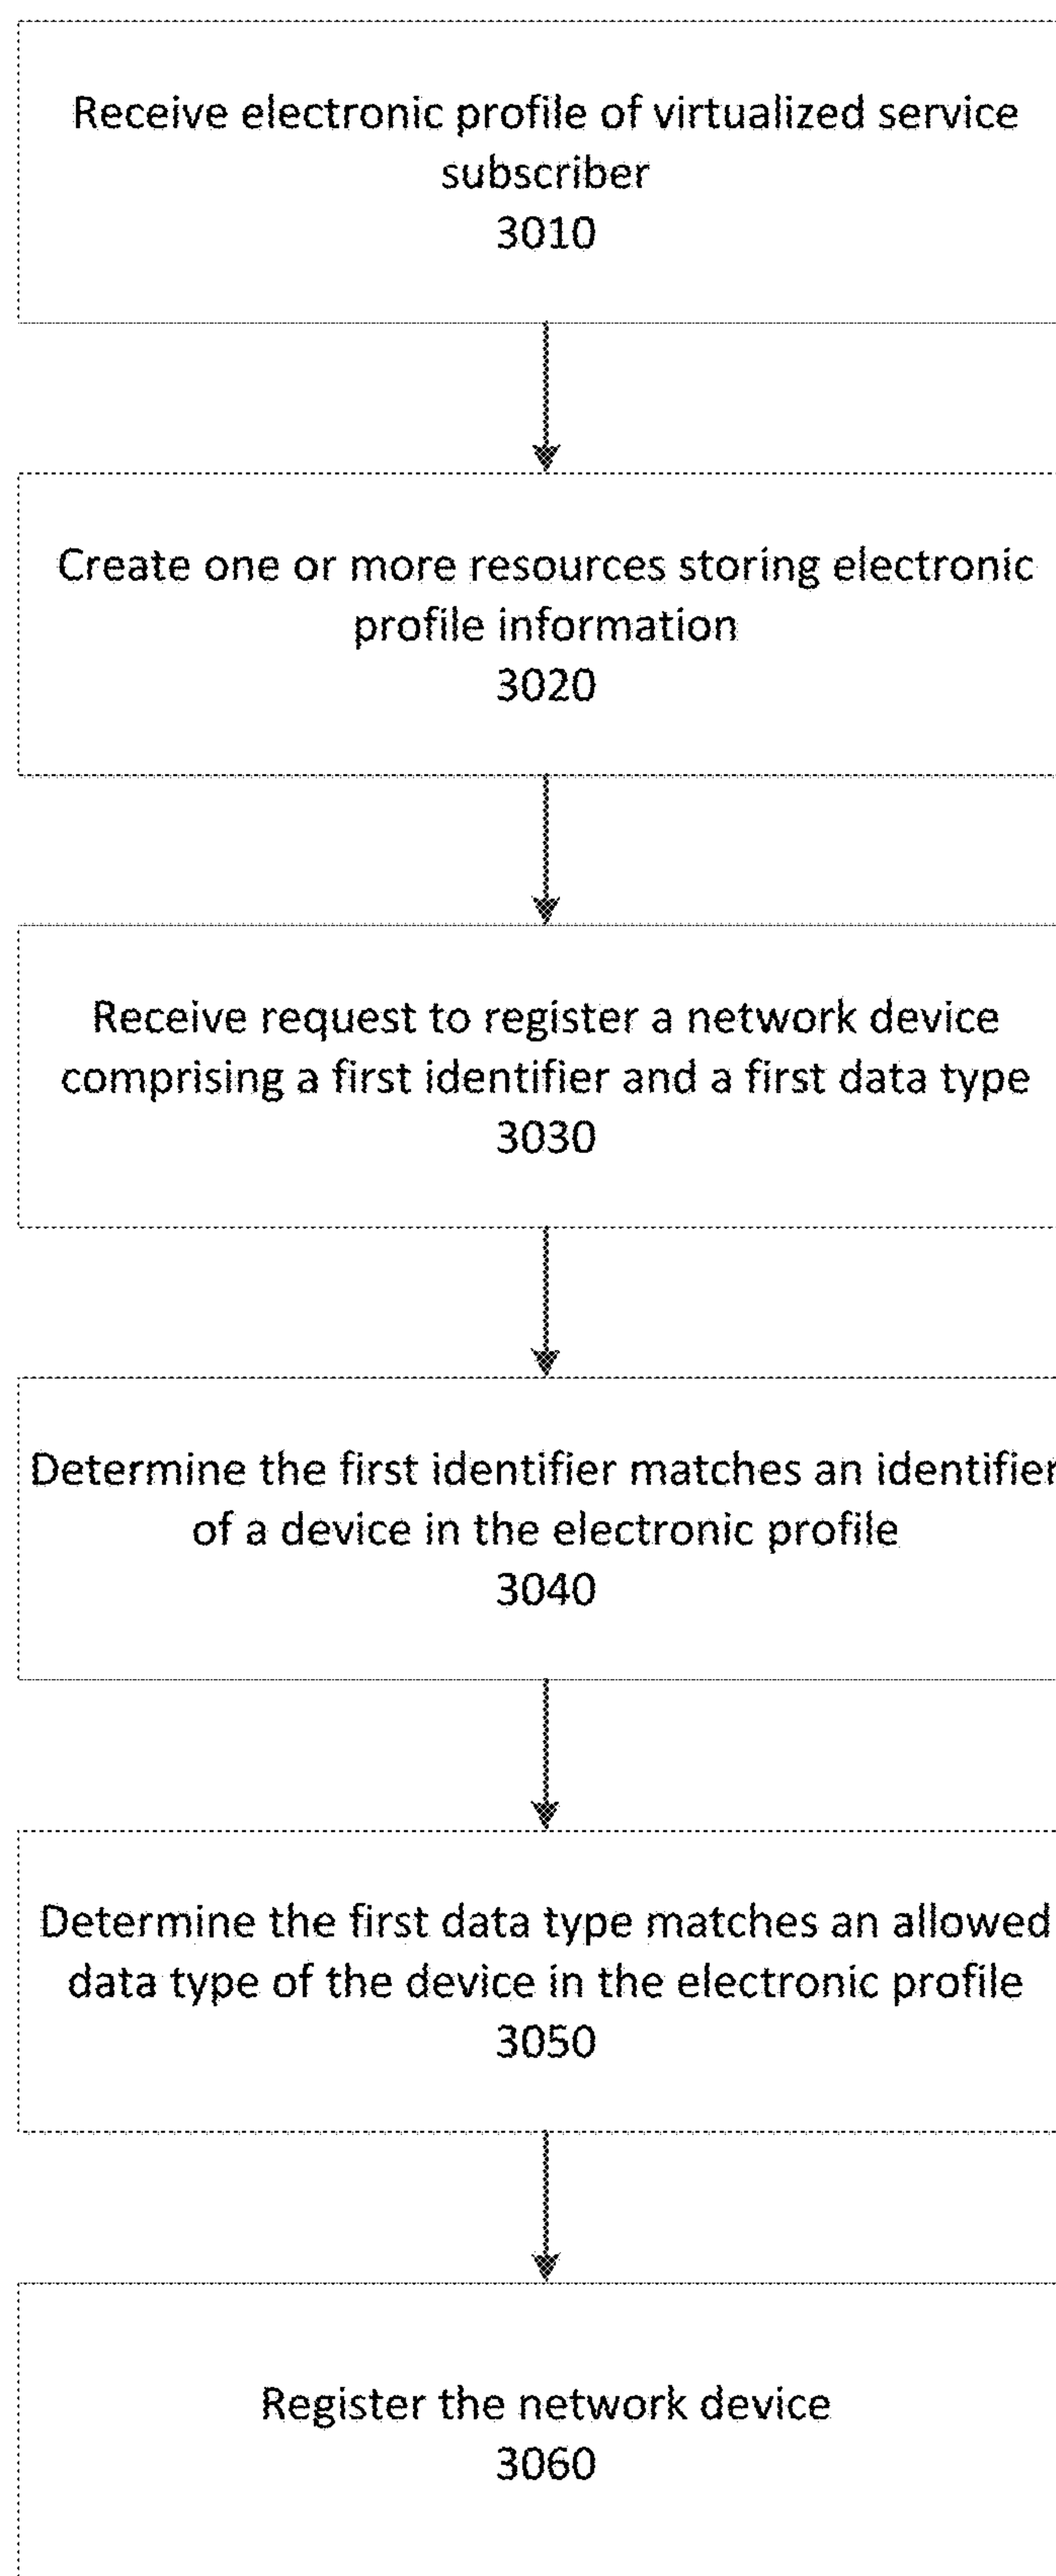 Receive electronic profile of virtualized service
subscriber
3010
Create one or more resources storing electronic
profile information
3020
Receive request to register a network device
comprising a first identifier and a first data type
3030
Determine the first identifier matches an identifier
of a device in the electronic profile
3040
Determine the first data type matches an allowed
data type of the device in the electronic profile
3050
Register the network device
3060